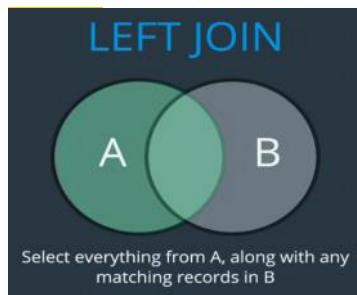 LEFT JOIN
A B
Select everything from A, along with any
matching records in B